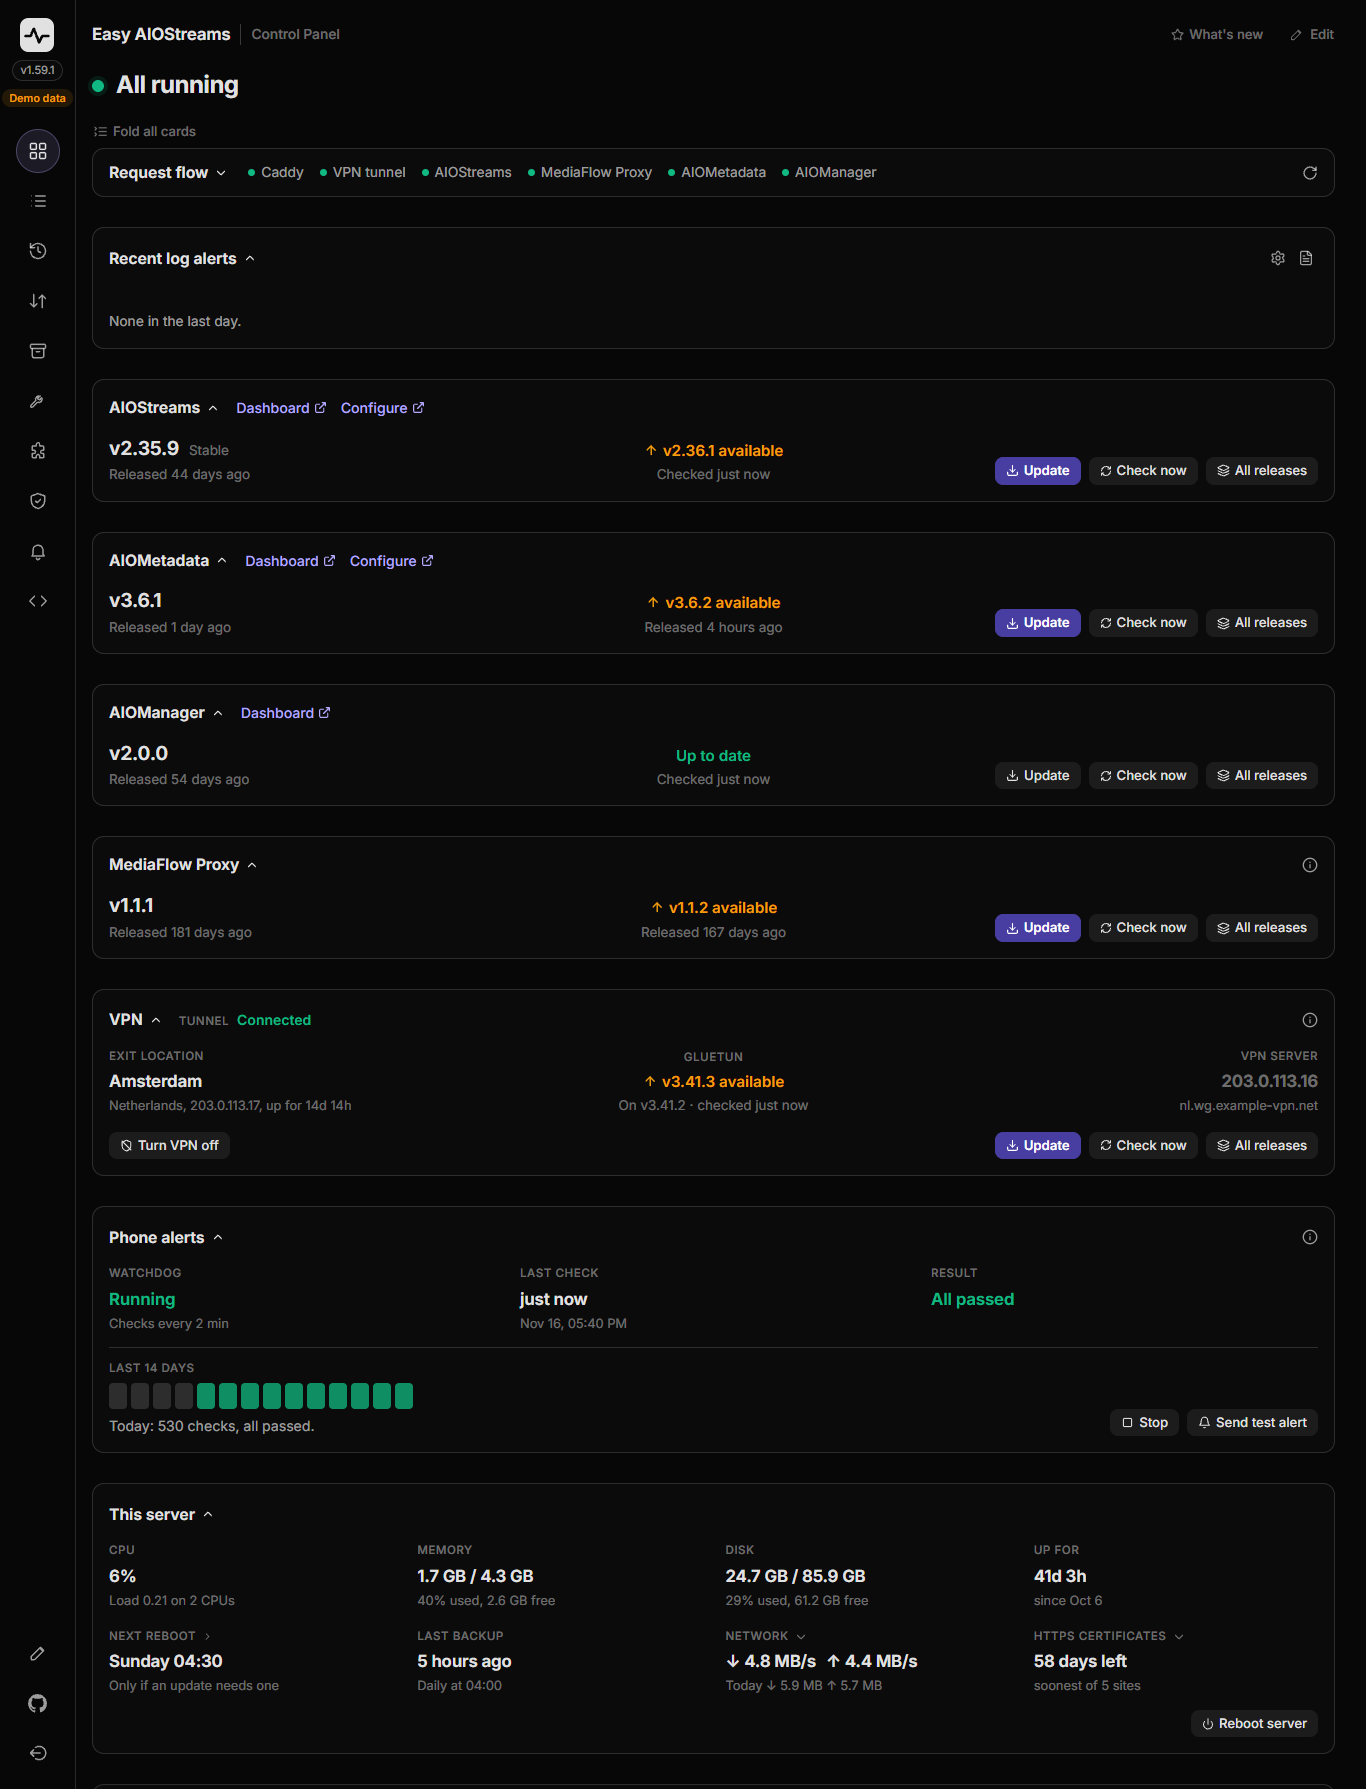 Easy AIOStreams
Control Panel
What's new
Edit
v1.59.1
Demo data
All running
Fold all cards
Request flow
Caddy
VPN tunnel
AIOStreams
MediaFlow Proxy
AIOMetadata
AIOManager
Recent log alerts
None in the last day.
AIOStreams
Dashboard
Configure
v2.35.9 Stable
Released 44 days ago
v2.36.1 available
Checked just now
Update
Check now
All releases
AIOMetadata
Dashboard
Configure
v3.6.1
Released 1 day ago
v3.6.2 available
Released 4 hours ago
Update
Check now
All releases
AIOManager
Dashboard
v2.0.0
Released 54 days ago
Up to date
Checked just now
Update
Check now
All releases
MediaFlow Proxy
v1.1.1
Released 181 days ago
v1.1.2 available
Released 167 days ago
Update
Check now
All releases
VPN
TUNNEL Connected
EXIT LOCATION
Amsterdam
Netherlands, 203.0.113.17, up for 14d 14h
GLUETUN
v3.41.3 available
On v3.41.2 · checked just now
VPN SERVER
203.0.113.16
nl.wg.example-vpn.net
Turn VPN off
Update
Check now
All releases
Phone alerts
WATCHDOG
Running
Checks every 2 min
LAST CHECK
just now
Nov 16, 05:40 PM
RESULT
All passed
LAST 14 DAYS
Today: 530 checks, all passed.
Stop
Send test alert
This server
CPU
6%
Load 0.21 on 2 CPUs
MEMORY
1.7 GB / 4.3 GB
40% used, 2.6 GB free
DISK
24.7 GB / 85.9 GB
29% used, 61.2 GB free
UP FOR
41d 3h
since Oct 6
NEXT REBOOT
Sunday 04:30
Only if an update needs one
LAST BACKUP
5 hours ago
Daily at 04:00
NETWORK
↓ 4.8 MB/s ↑ 4.4 MB/s
Today ↓ 5.9 MB ↑ 5.7 MB
HTTPS CERTIFICATES
58 days left
soonest of 5 sites
Reboot server